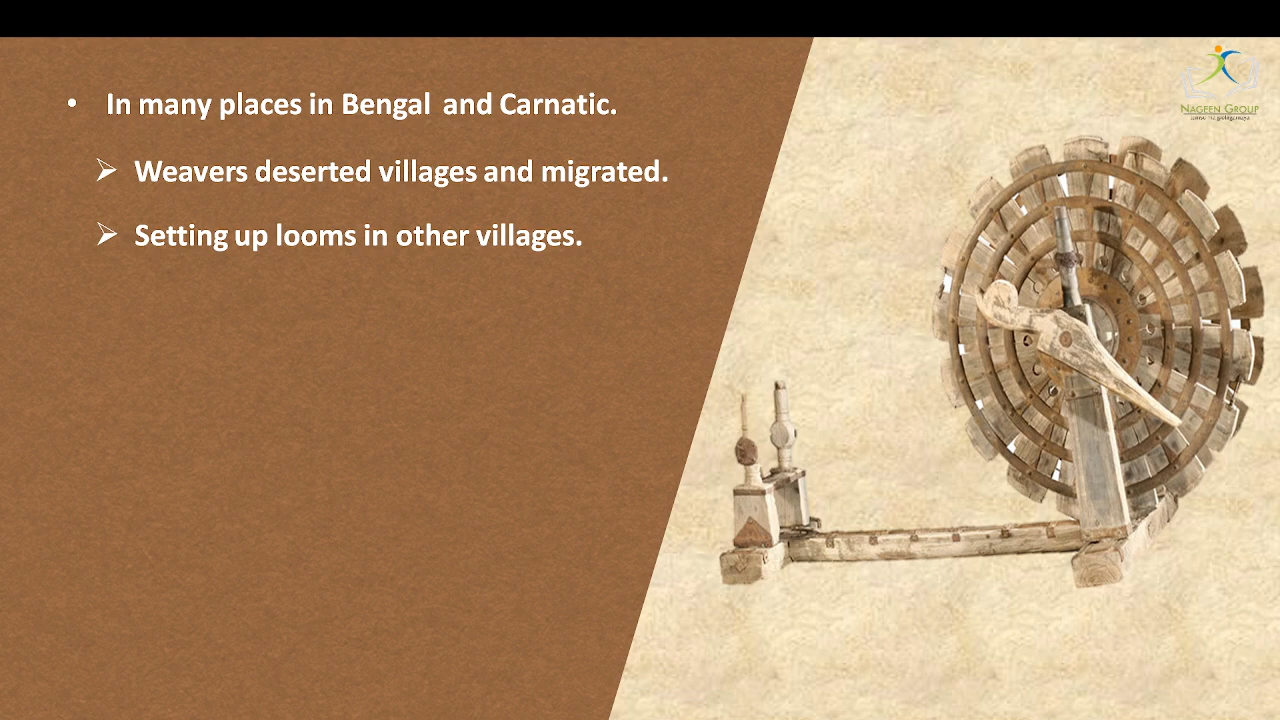 • In many places in Bengal and Carnatic.
➢ Weavers deserted villages and migrated.
➢ Setting up looms in other villages.
NAGEEN GROUP